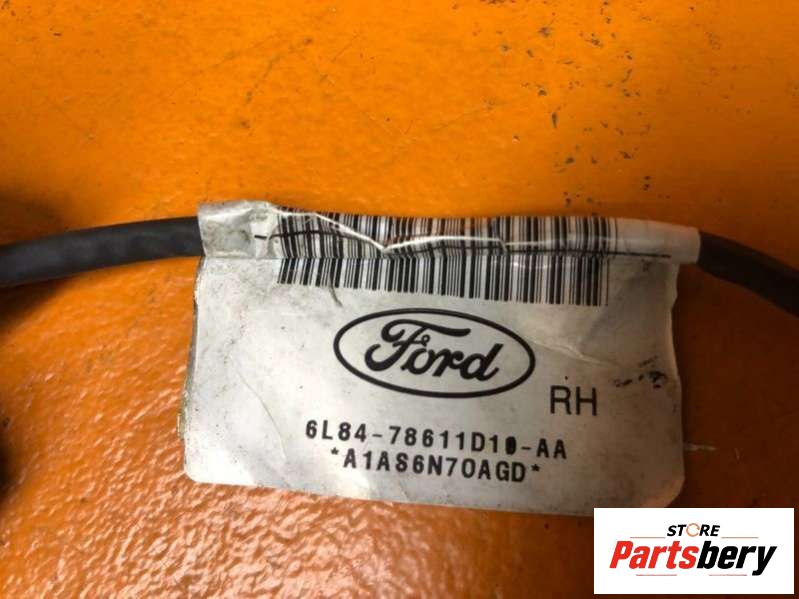 Ford
RH
6L84-78611D10-AA
*A1AS6N70AGD*
STORE
Partsbery